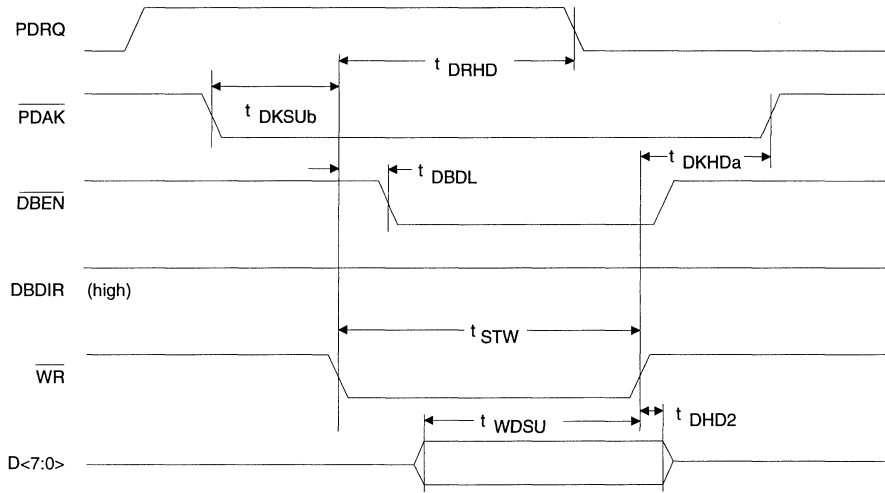 PDRQ
t DRHD
t DKSUb
PDAK
t DKHDa
t DBDL
DBEN
DBDIR (high)
t STW
WR
t WDSU
t DHD2
D<7:0>